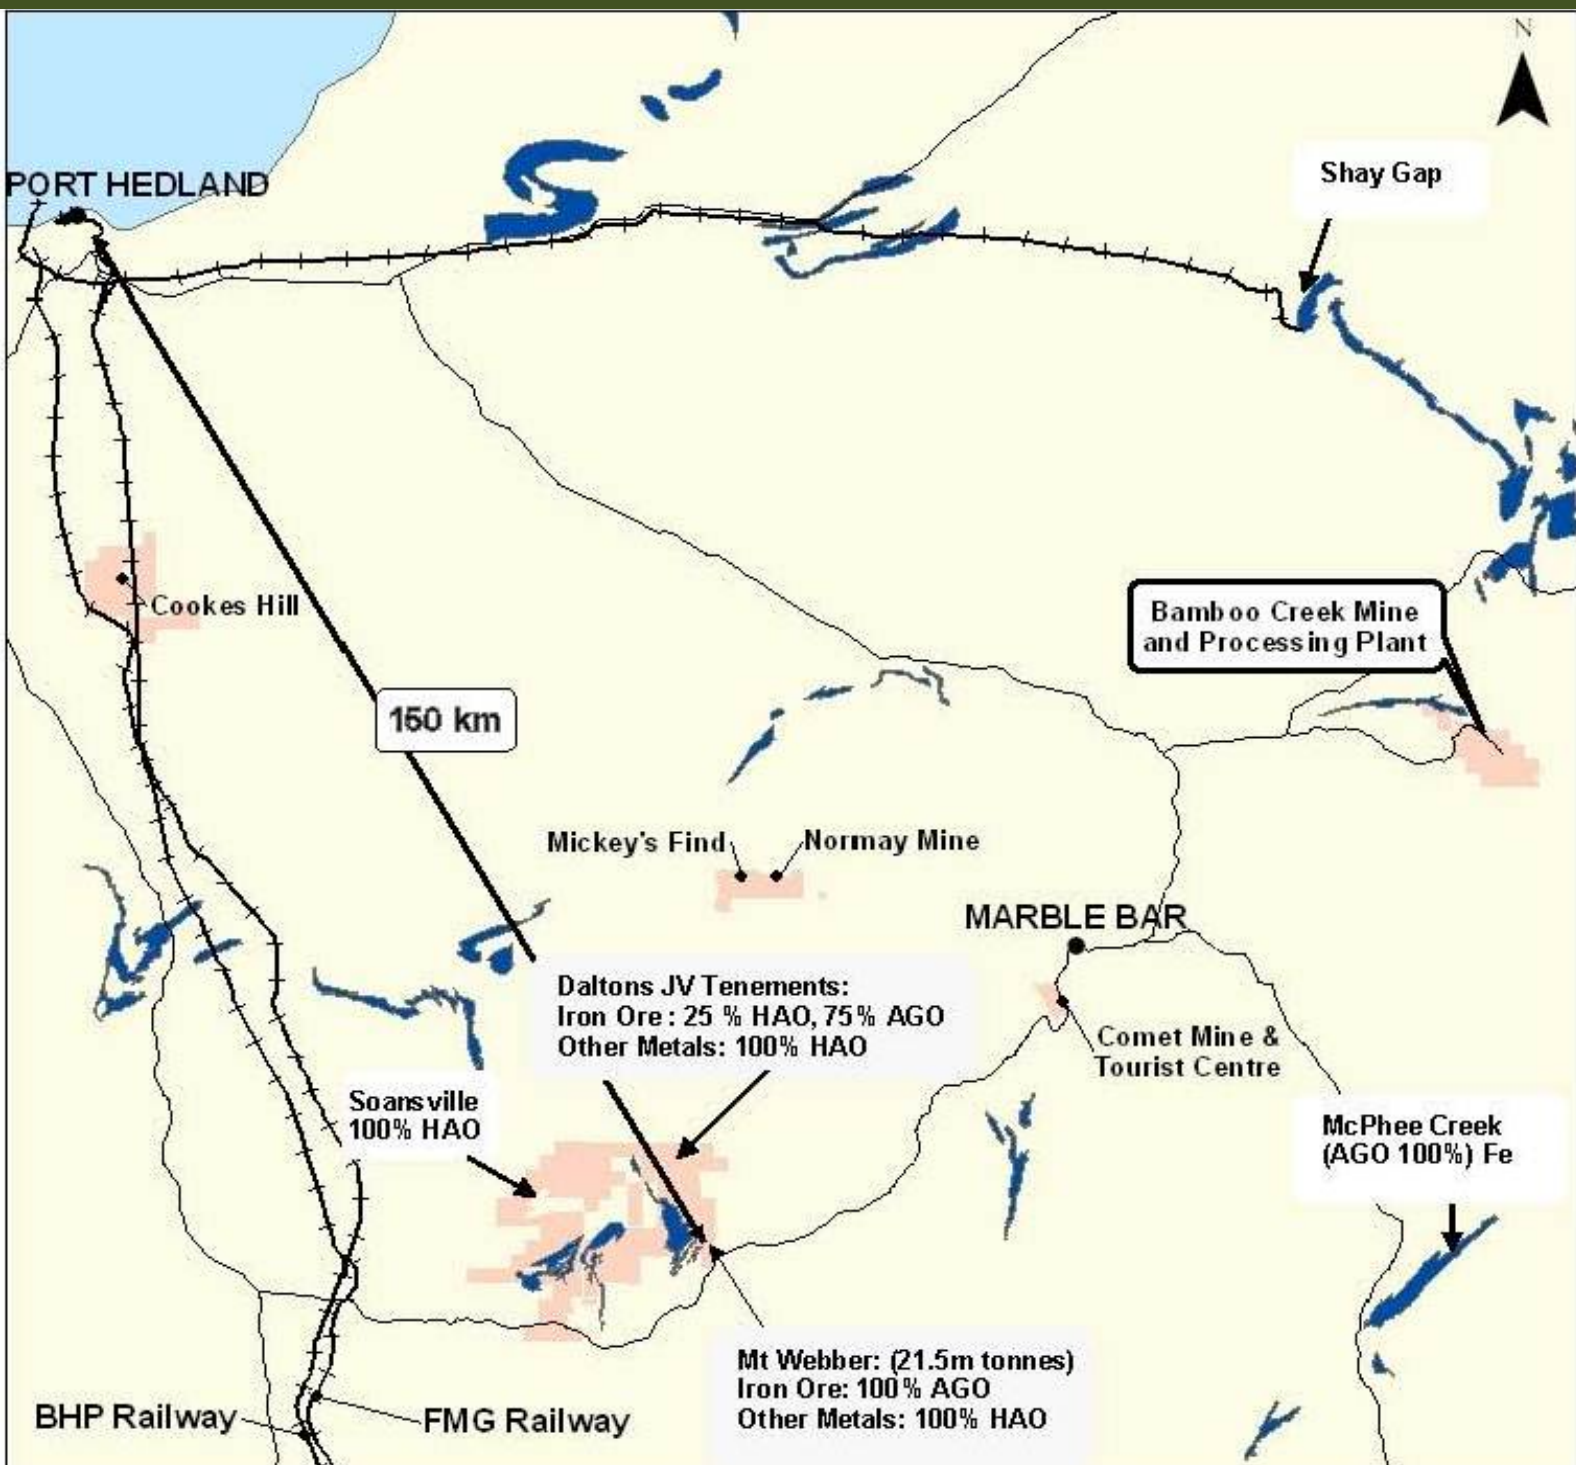 N
Shay Gap
PORT HEDLAND
Cookes Hill
Bamboo Creek Mine
and Processing Plant
150 km
Mickey's Find
Normay Mine
MARBLE BAR
Daltons JV Tenements:
Iron Ore : 25 % HAO, 75% AGO
Other Metals: 100% HAO
Comet Mine &
Tourist Centre
Soansville
100% HAO
McPhee Creek
(AGO 100%) Fe
Mt Webber: (21.5m tonnes)
Iron Ore: 100% AGO
Other Metals: 100% HAO
BHP Railway
FMG Railway